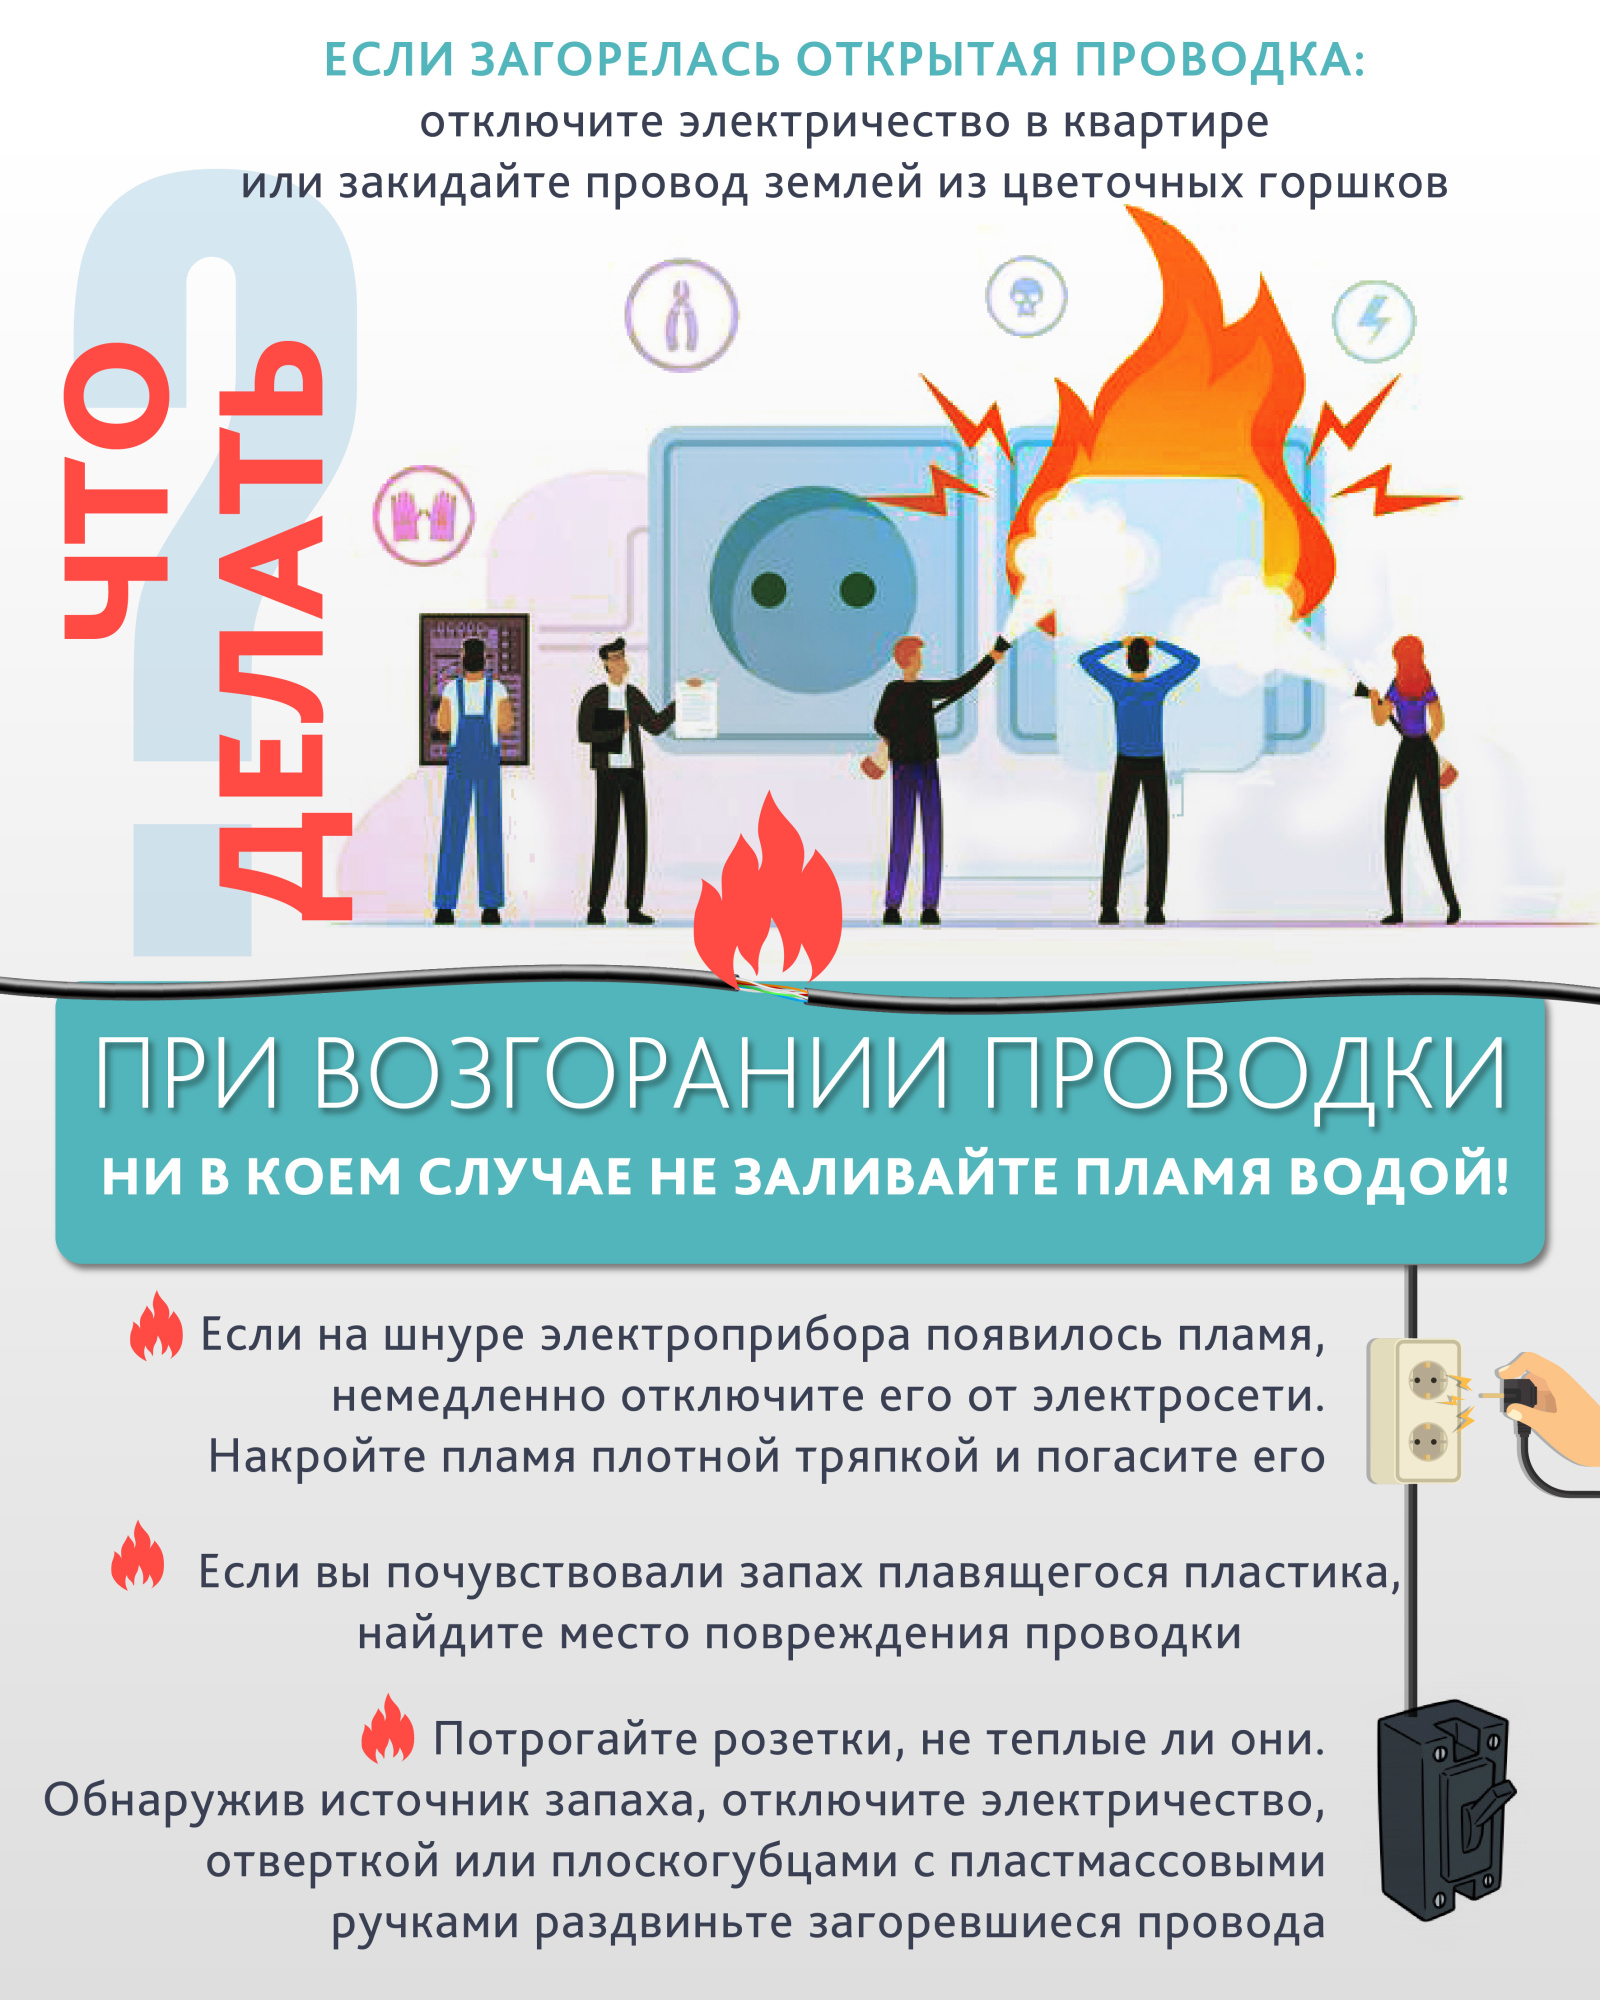 ЕСЛИ ЗАГОРЕЛАСЬ ОТКРЫТАЯ ПРОВОДКА:
отключите электричество в квартире
или закидайте провод землей из цветочных горшков
ЧТО
ДЕЛАТЬ
?
ПРИ ВОЗГОРАНИИ ПРОВОДКИ
НИ В КОЕМ СЛУЧАЕ НЕ ЗАЛИВАЙТЕ ПЛАМЯ ВОДОЙ!
Если на шнуре электроприбора появилось пламя,
немедленно отключите его от электросети.
Накройте пламя плотной тряпкой и погасите его
Если вы почувствовали запах плавящегося пластика,
найдите место повреждения проводки
Потрогайте розетки, не теплые ли они.
Обнаружив источник запаха, отключите электричество,
отверткой или плоскогубцами с пластмассовыми
ручками раздвиньте загоревшиеся провода